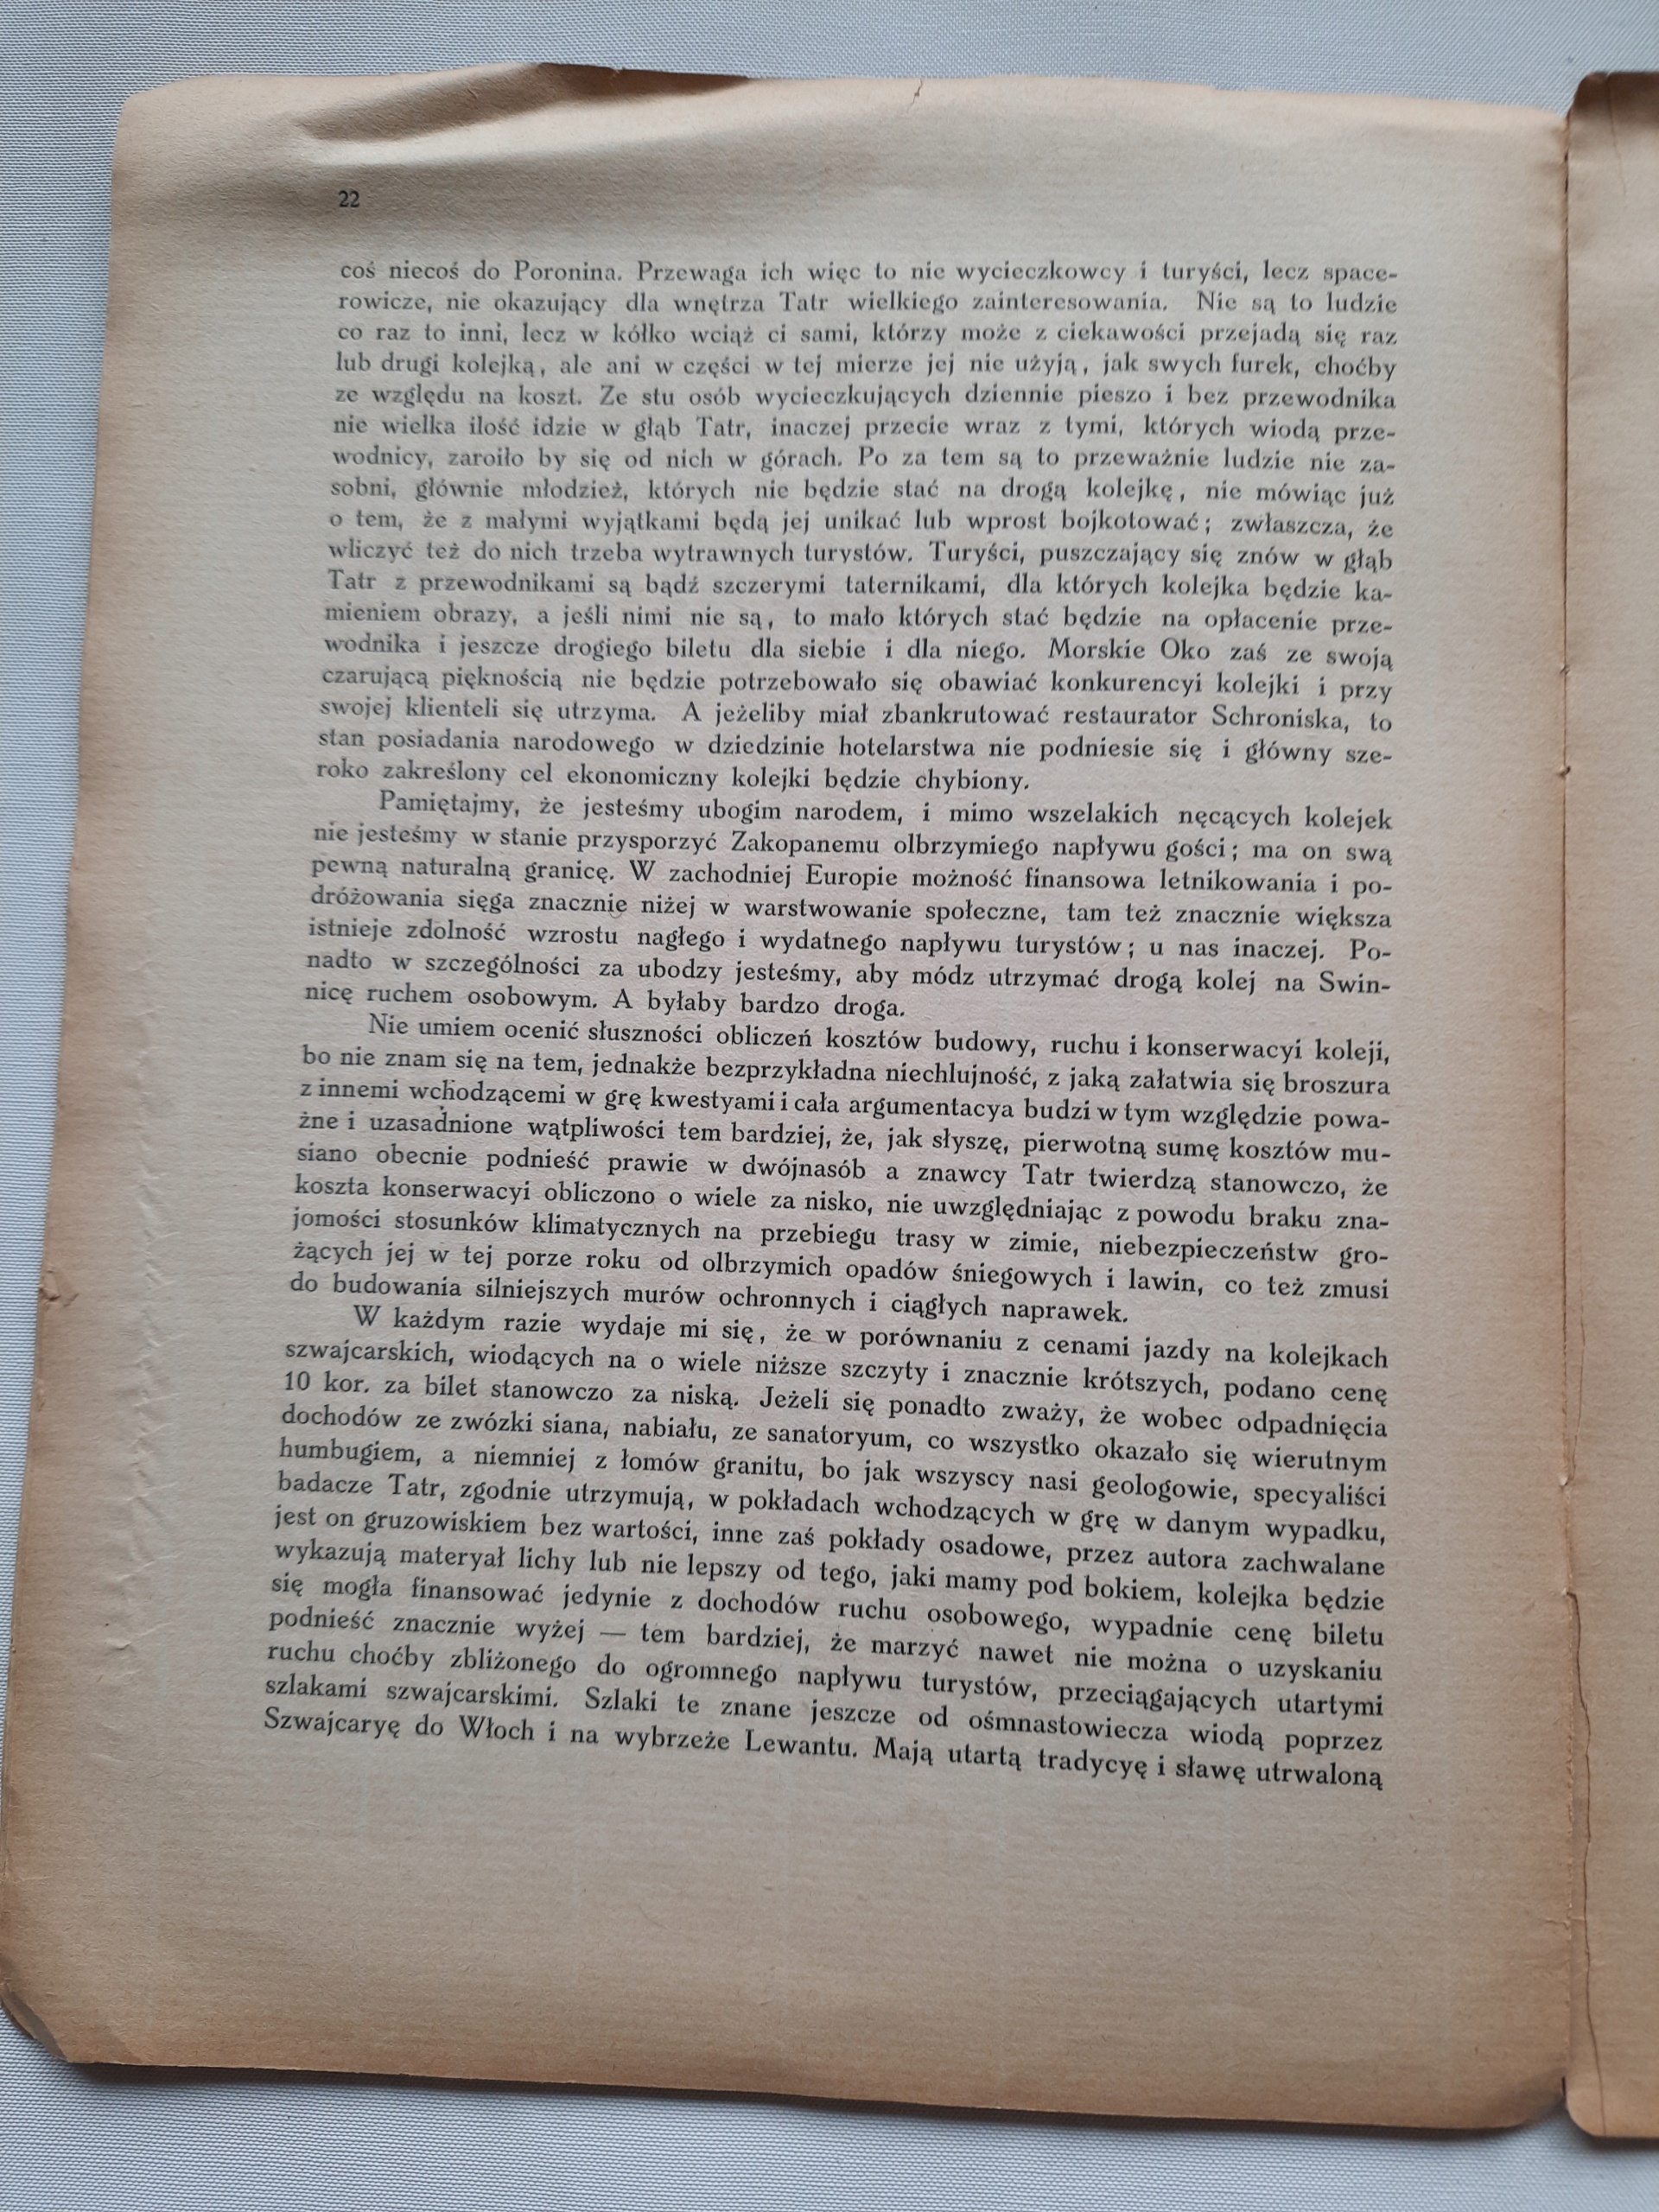 22
coś niecoś do Poronina. Przewaga ich więc to nie wycieczkowcy i turyści, lecz space-
rowicze, nie okazujący dla wnętrza Tatr wielkiego zainteresowania. Nie są to ludzie
co raz to inni, lecz w kółko wciąż ci sami, którzy może z ciekawości przejadą się raz
lub drugi kolejką, ale ani w części w tej mierze jej nie użyją, jak swych furek, choćby
ze względu na koszt. Ze stu osób wycieczkujących dziennie pieszo i bez przewodnika
nie wielka ilość idzie w głąb Tatr, inaczej przecie wraz z tymi, których wiodą prze-
wodnicy, zaroiło by się od nich w górach. Po za tem są to przeważnie ludzie nie za-
sobni, głównie młodzież, których nie będzie stać na drogą kolejkę, nie mówiąc już
o tem, że z małymi wyjątkami będą jej unikać lub wprost bojkotować; zwłaszcza, że
wliczyć też do nich trzeba wytrawnych turystów. Turyści, puszczający się znów w głąb
Tatr z przewodnikami są bądź szczerymi taternikami, dla których kolejka będzie ka-
mieniem obrazy, a jeśli nimi nie są, to mało których stać będzie na opłacenie prze-
wodnika i jeszcze drogiego biletu dla siebie i dla niego. Morskie Oko zaś ze swoją
czarującą pięknością nie będzie potrzebowało się obawiać konkurencyi kolejki i przy
swojej klienteli się utrzyma. A jeżeliby miał zbankrutować restaurator Schroniska, to
stan posiadania narodowego w dziedzinie hotelarstwa nie podniesie się i główny sze-
roko zakreślony cel ekonomiczny kolejki będzie chybiony.
Pamiętajmy, że jesteśmy ubogim narodem, i mimo wszelakich nęcących kolejek
nie jesteśmy w stanie przysporzyć Zakopanemu olbrzymiego napływu gości; ma on swą
pewną naturalną granicę. W zachodniej Europie możność finansowa letnikowania i po-
dróżowania sięga znacznie niżej w warstwowanie społeczne, tam też znacznie większa
istnieje zdolność wzrostu nagłego i wydatnego napływu turystów; u nas inaczej. Po-
nadto w szczególności za ubodzy jesteśmy, aby módz utrzymać drogą kolej na Swin-
nicę ruchem osobowym. A byłaby bardzo droga.
Nie umiem ocenić słuszności obliczeń kosztów budowy, ruchu i konserwacyi koleji,
bo nie znam się na tem, jednakże bezprzykładna niechlujność, z jaką załatwia się broszura
z innemi wchodzącemi w grę kwestyami i cała argumentacya budzi w tym względzie powa-
żne i uzasadnione wątpliwości tem bardziej, że, jak słyszę, pierwotną sumę kosztów mu-
siano obecnie podnieść prawie w dwójnasób a znawcy Tatr twierdzą stanowczo, że
koszta konserwacyi obliczono o wiele za nisko, nie uwzględniając z powodu braku zna-
jomości stosunków klimatycznych na przebiegu trasy w zimie, niebezpieczeństw gro-
żących jej w tej porze roku od olbrzymich opadów śniegowych i lawin, co też zmusi
do budowania silniejszych murów ochronnych i ciągłych naprawek.
W każdym razie wydaje mi się, że w porównaniu z cenami jazdy na kolejkach
szwajcarskich, wiodących na o wiele niższe szczyty i znacznie krótszych, podano cenę
10 kor. za bilet stanowczo za niską. Jeżeli się ponadto zważy, że wobec odpadnięcia
dochodów ze zwózki siana, nabiału, ze sanatoryum, co wszystko okazało się wierutnym
humbugiem, a niemniej z łomów granitu, bo jak wszyscy nasi geologowie, specyaliści
badacze Tatr, zgodnie utrzymują, w pokładach wchodzących w grę w danym wypadku,
jest on gruzowiskiem bez wartości, inne zaś pokłady osadowe, przez autora zachwalane
wykazują materyał lichy lub nie lepszy od tego, jaki mamy pod bokiem, kolejka będzie
się mogła finansować jedynie z dochodów ruchu osobowego, wypadnie cenę biletu
podnieść znacznie wyżej — tem bardziej, że marzyć nawet nie można o uzyskaniu
ruchu choćby zbliżonego do ogromnego napływu turystów, przeciągających utartymi
szlakami szwajcarskimi. Szlaki te znane jeszcze od ośmnastowiecza wiodą poprzez
Szwajcaryę do Włoch i na wybrzeże Lewantu. Mają utartą tradycyę i sławę utrwaloną